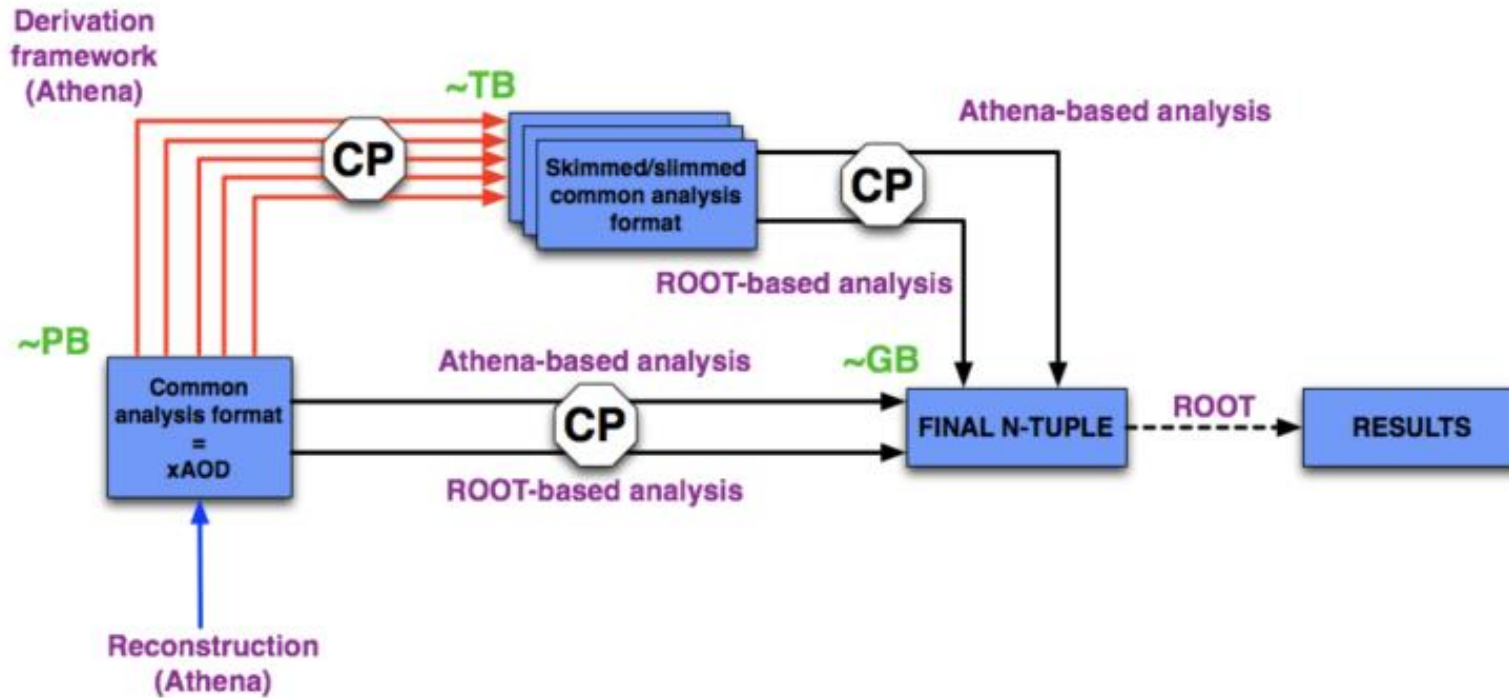 Derivation
framework
(Athena)
~TB
Athena-based analysis
CP
Skimmed/slimmed
common analysis
format
CP
ROOT-based analysis
~PB
Athena-based analysis
~GB
Common
analysis format
=
xAOD
CP
FINAL N-TUPLE
ROOT
RESULTS
ROOT-based analysis
Reconstruction
(Athena)